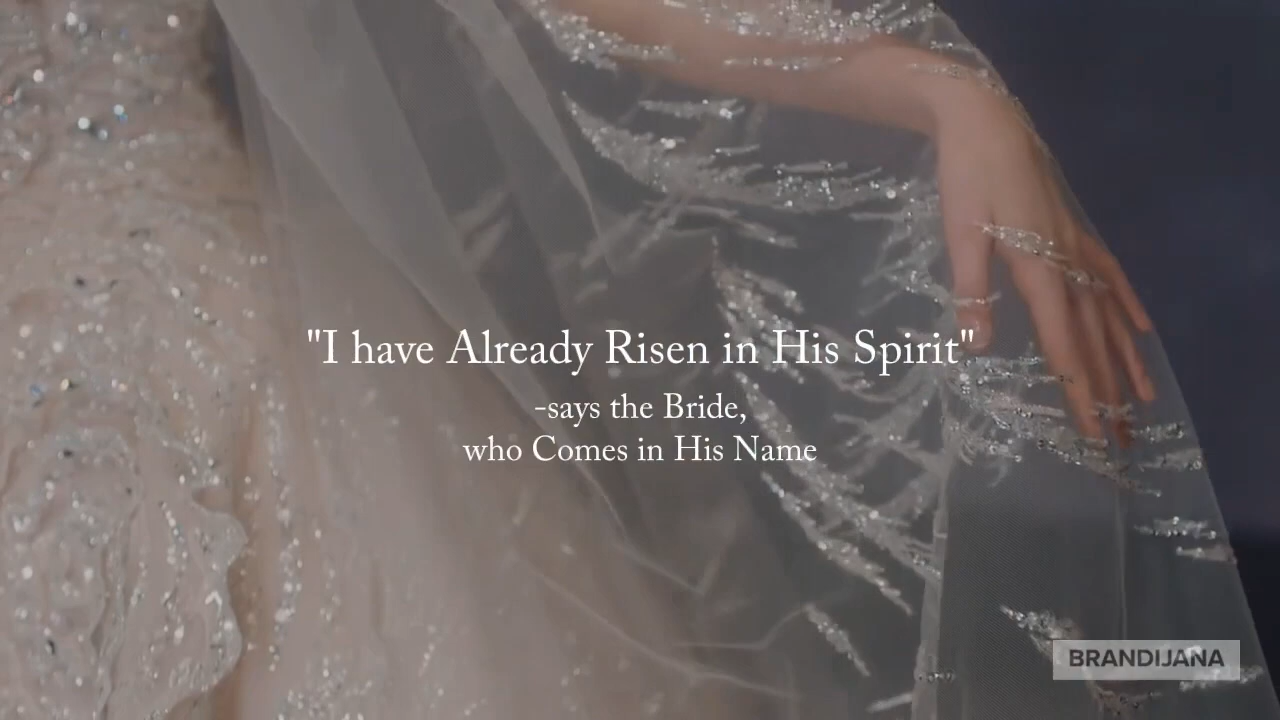 "I have Already Risen in His Spirit"
-says the Bride,
who Comes in His Name
BRANDIJANA